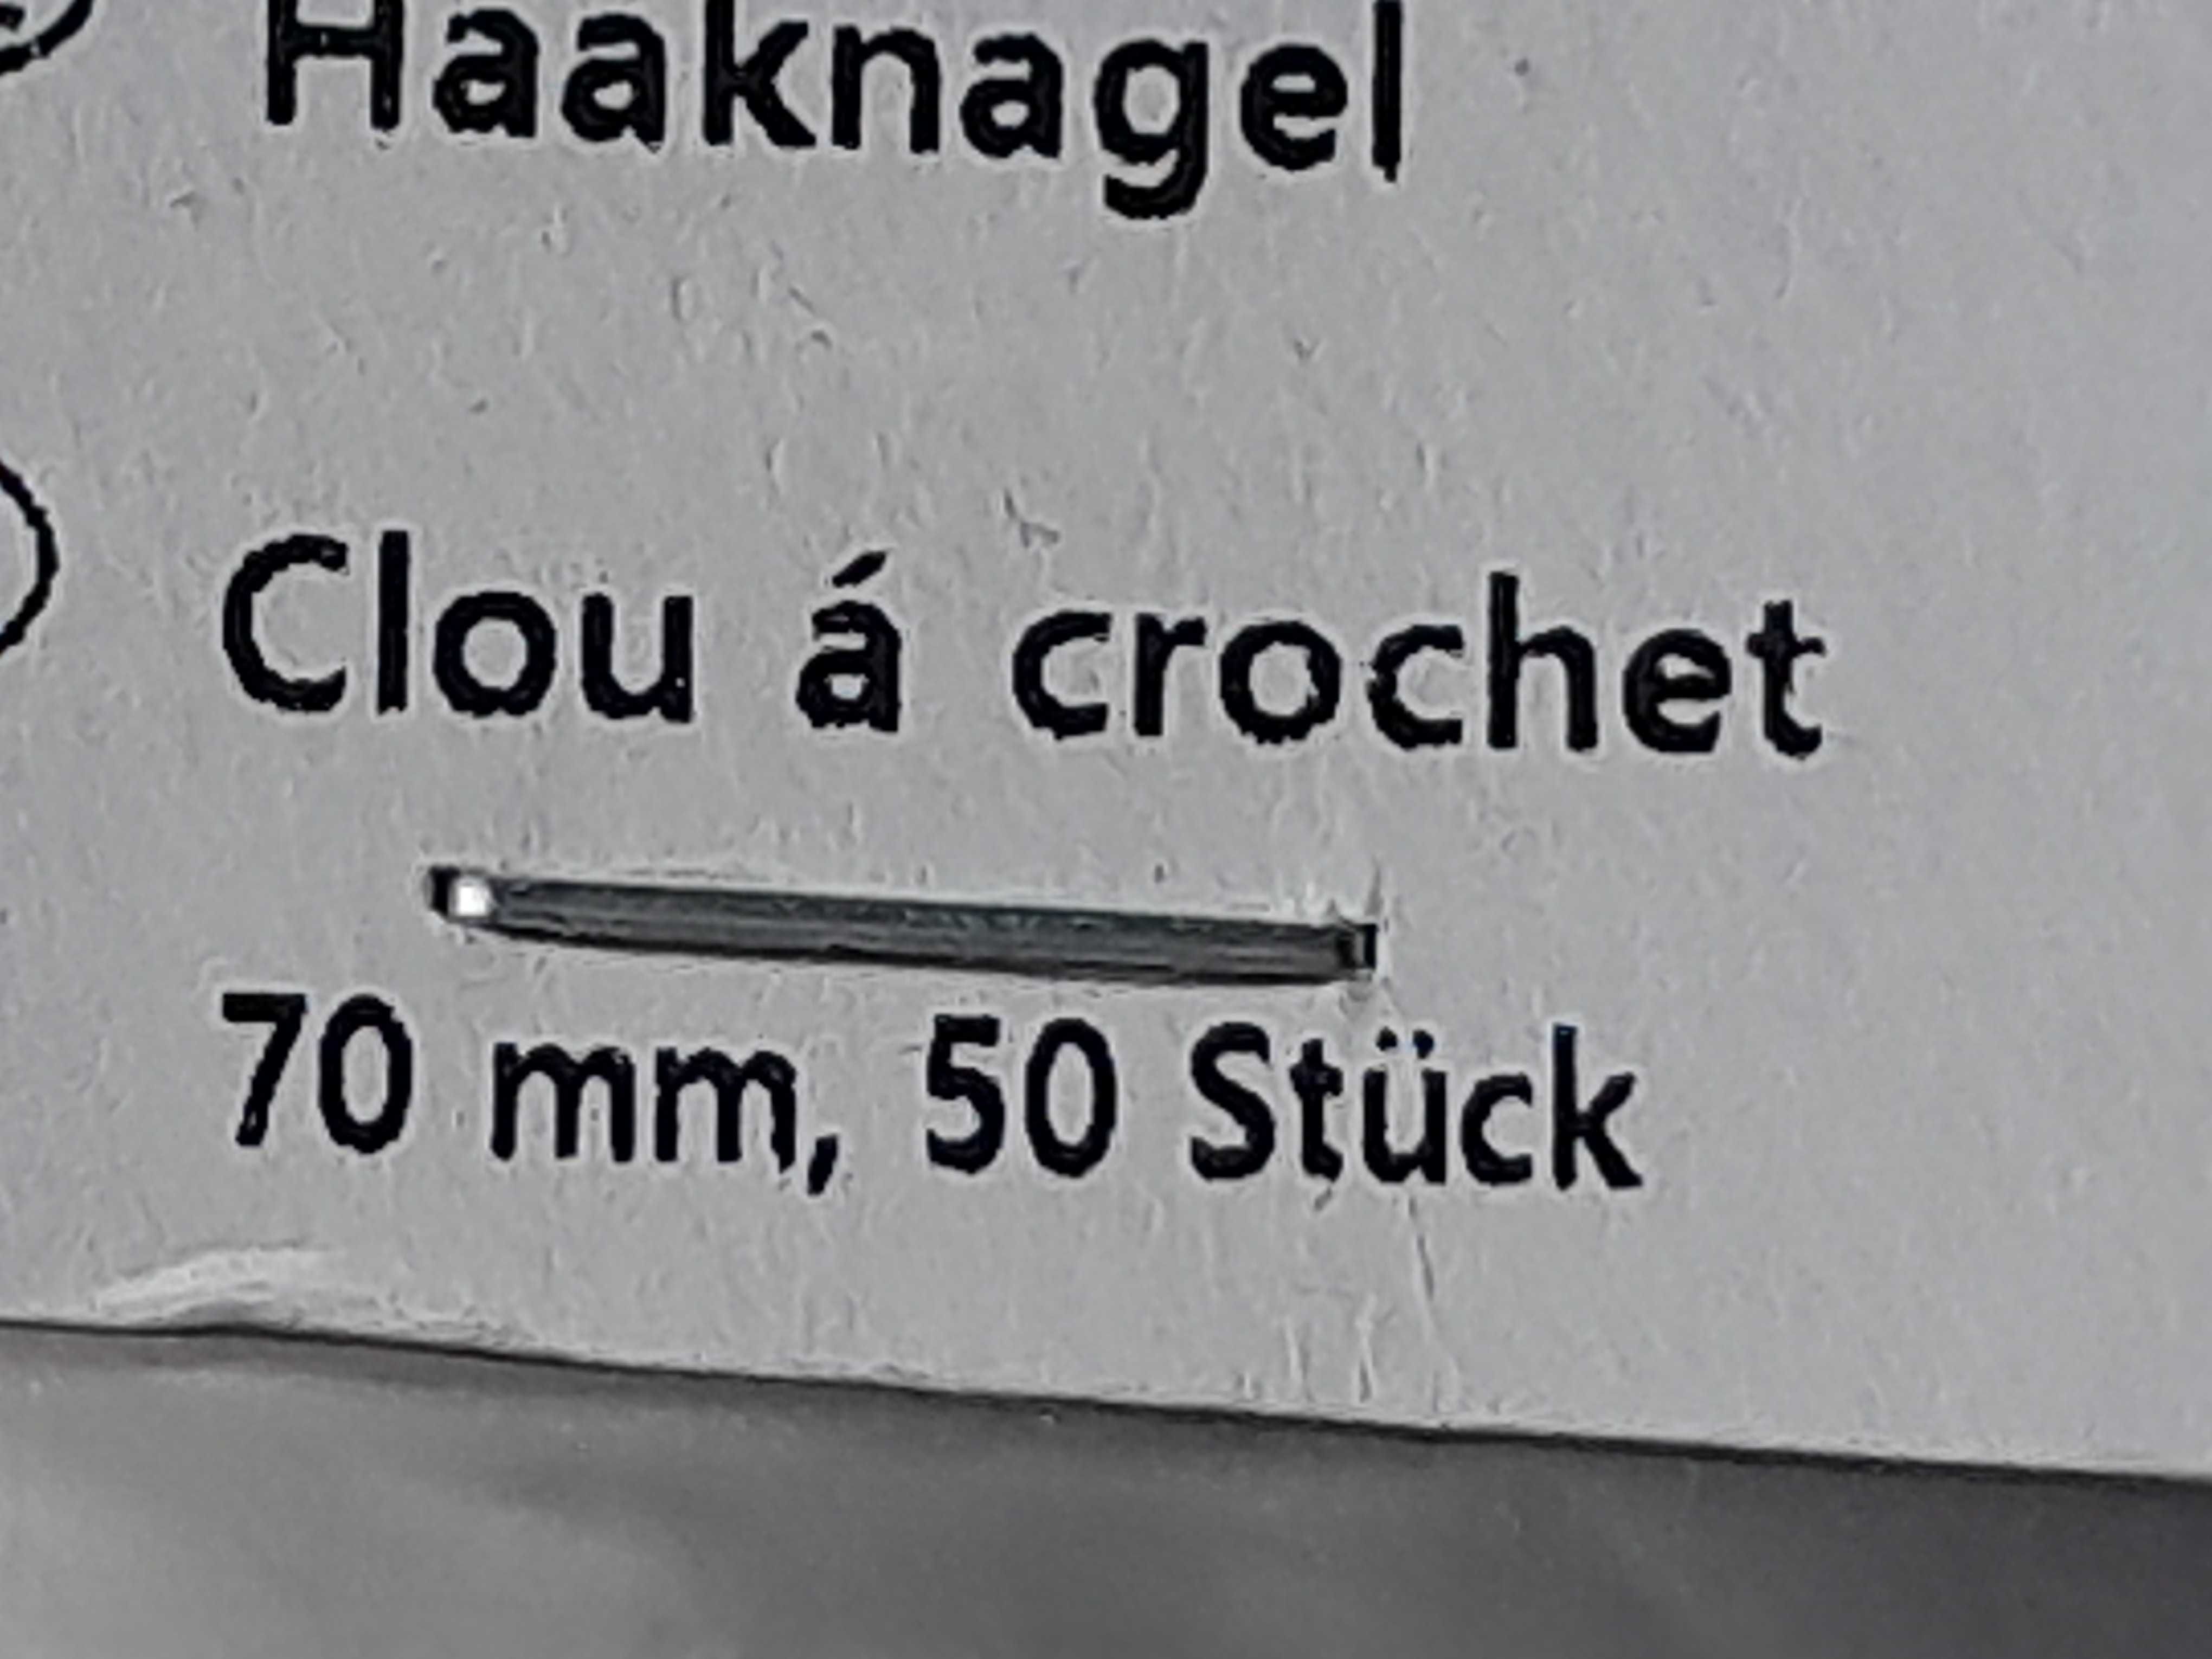 Haaknagel
Clou á crochet
70 mm, 50 Stück